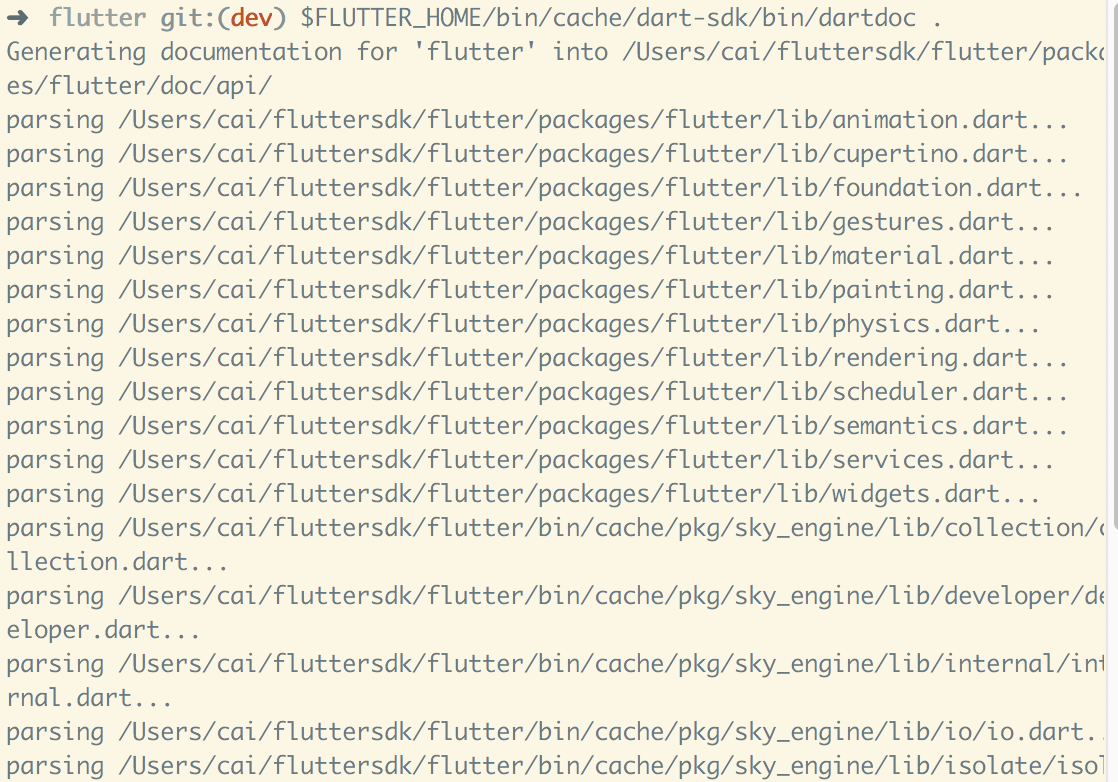 ➜  flutter git:(dev) $FLUTTER_HOME/bin/cache/dart-sdk/bin/dartdoc .
Generating documentation for 'flutter' into /Users/cai/fluttersdk/flutter/packa
es/flutter/doc/api/
parsing /Users/cai/fluttersdk/flutter/packages/flutter/lib/animation.dart...
parsing /Users/cai/fluttersdk/flutter/packages/flutter/lib/cupertino.dart...
parsing /Users/cai/fluttersdk/flutter/packages/flutter/lib/foundation.dart...
parsing /Users/cai/fluttersdk/flutter/packages/flutter/lib/gestures.dart...
parsing /Users/cai/fluttersdk/flutter/packages/flutter/lib/material.dart...
parsing /Users/cai/fluttersdk/flutter/packages/flutter/lib/painting.dart...
parsing /Users/cai/fluttersdk/flutter/packages/flutter/lib/physics.dart...
parsing /Users/cai/fluttersdk/flutter/packages/flutter/lib/rendering.dart...
parsing /Users/cai/fluttersdk/flutter/packages/flutter/lib/scheduler.dart...
parsing /Users/cai/fluttersdk/flutter/packages/flutter/lib/semantics.dart...
parsing /Users/cai/fluttersdk/flutter/packages/flutter/lib/services.dart...
parsing /Users/cai/fluttersdk/flutter/packages/flutter/lib/widgets.dart...
parsing /Users/cai/fluttersdk/flutter/bin/cache/pkg/sky_engine/lib/collection/c
llection.dart...
parsing /Users/cai/fluttersdk/flutter/bin/cache/pkg/sky_engine/lib/developer/de
eloper.dart...
parsing /Users/cai/fluttersdk/flutter/bin/cache/pkg/sky_engine/lib/internal/int
rnal.dart...
parsing /Users/cai/fluttersdk/flutter/bin/cache/pkg/sky_engine/lib/io/io.dart..
parsing /Users/cai/fluttersdk/flutter/bin/cache/pkg/sky_engine/lib/isolate/isol